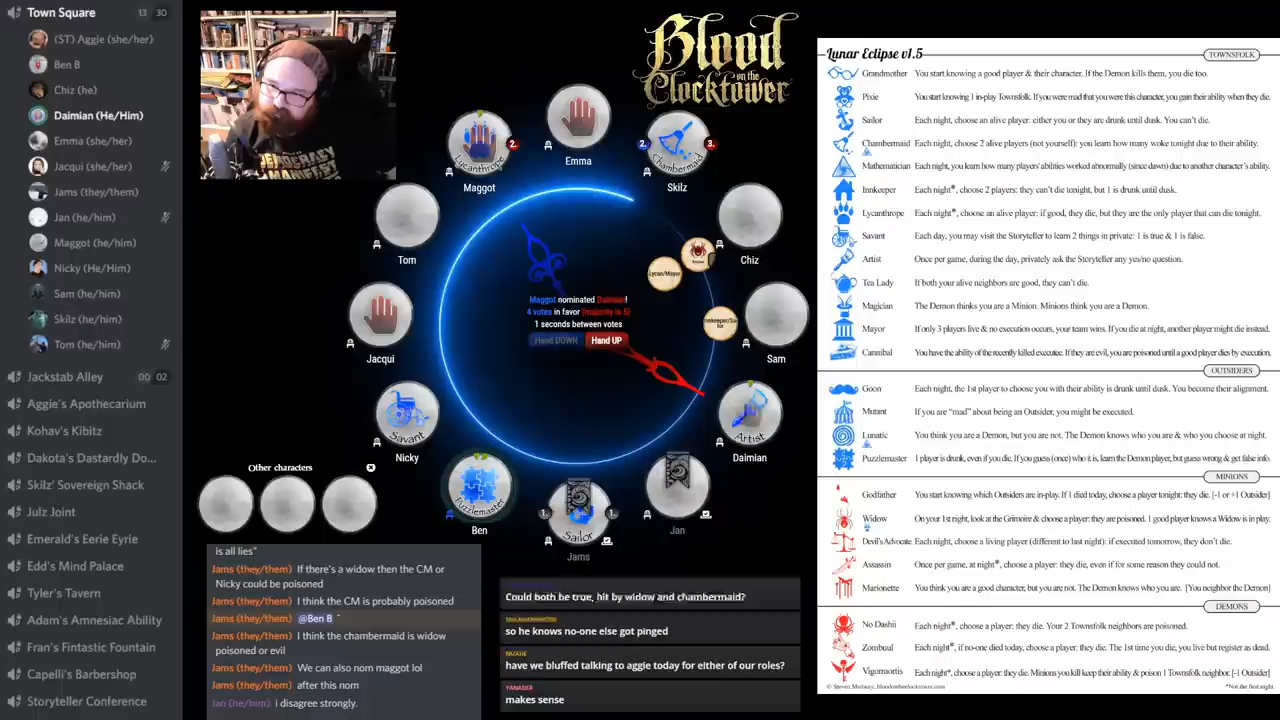 Town Square 13 30
(ST) Aggie (she/her)
Ben B
Chiz (he)
Daimian (He/Him)
Emma (she/her)
Jacqui (she/her)
Jams (they/them)
Jan (he/him)
Maggot (he/him)
Nicky (He/Him)
Sam (he/him)
Skilz (he/him)
Tom (he/him)
Jackelob Alley 00 02
Aggie's Apothecarium
Kohav's Kibitz
Dakota's Dastardly Do...
Skilz' Sovereign Shack
Julz Joint
Emerald's Eerie Eyrie
Edd's Mind Palace
Tyler's Tavern
Adam's Amnesiac Ability
Fran's Fintastic Fountain
Capelli's Cidershop
Storyteller Conference
Blood
on the
Clocktower
Lycanthrope
2.
Maggot
Emma
2.
Chambermaid
3.
Skilz
Tom
Chiz
Lycan/Mayor
Jacqui
Sam
Maggot nominated Daimian!
4 votes in favor (majority is 5)
1 seconds between votes
Hand DOWN Hand UP
Savant
Nicky
Artist
Daimian
Puzzlemaster
Ben
1.
Sailor
1.
Jams
Jan
Other characters
is all lies"
Jams (they/them) If there's a widow then the CM or
Nicky could be poisoned
Jams (they/them) I think the CM is probably poisoned
Jams (they/them) @Ben B ^
Jams (they/them) I think the chambermaid is widow
poisoned or evil
Jams (they/them) We can also nom maggot lol
Jams (they/them) after this nom
Jan (he/him) i disagree strongly.
Could both be true, hit by widow and chambermaid?
so he knows no-one else got pinged
have we bluffed talking to aggie today for either of our roles?
makes sense
Lunar Eclipse v1.5
TOWNSFOLK
Grandmother You start knowing a good player & their character. If the Demon kills them, you die too.
Pixie You start knowing 1 in-play Townsfolk. If you were mad that you were this character, you gain their ability when they die.
Sailor Each night, choose an alive player: either you or they are drunk until dusk. You can't die.
Chambermaid Each night, choose 2 alive players (not yourself): you learn how many woke tonight due to their ability.
Mathematician Each night, you learn how many players' abilities worked abnormally (since dawn) due to another character's ability.
Innkeeper Each night*, choose 2 players: they can't die tonight, but 1 is drunk until dusk.
Lycanthrope Each night*, choose an alive player: if good, they die, but they are the only player that can die tonight.
Savant Each day, you may visit the Storyteller to learn 2 things in private: 1 is true & 1 is false.
Artist Once per game, during the day, privately ask the Storyteller any yes/no question.
Tea Lady If both your alive neighbors are good, they can't die.
Magician The Demon thinks you are a Minion. Minions think you are a Demon.
Mayor If only 3 players live & no execution occurs, your team wins. If you die at night, another player might die instead.
Cannibal You have the ability of the recently killed executee. If they are evil, you are poisoned until a good player dies by execution.
OUTSIDERS
Goon Each night, the 1st player to choose you with their ability is drunk until dusk. You become their alignment.
Mutant If you are "mad" about being an Outsider, you might be executed.
Lunatic You think you are a Demon, but you are not. The Demon knows who you are & who you choose at night.
Puzzlemaster 1 player is drunk, even if you die. If you guess (once) who it is, learn the Demon player, but guess wrong & get false info.
MINIONS
Godfather You start knowing which Outsiders are in-play. If 1 died today, choose a player tonight: they die. [-1 or +1 Outsider]
Widow On your 1st night, look at the Grimoire & choose a player: they are poisoned. 1 good player knows a Widow is in play.
Devil's Advocate Each night, choose a living player (different to last night): if executed tomorrow, they don't die.
Assassin Once per game, at night*, choose a player: they die, even if for some reason they could not.
Marionette You think you are a good character, but you are not. The Demon knows who you are. [You neighbor the Demon]
DEMONS
No Dashii Each night*, choose a player: they die. Your 2 Townsfolk neighbors are poisoned.
Zombuul Each night*, if no-one died today, choose a player: they die. The 1st time you die, you live but register as dead.
Vigormortis Each night*, choose a player: they die. Minions you kill keep their ability & poison 1 Townsfolk neighbor. [-1 Outsider]
© Steven Medway, bloodontheclocktower.com
*Not the first night